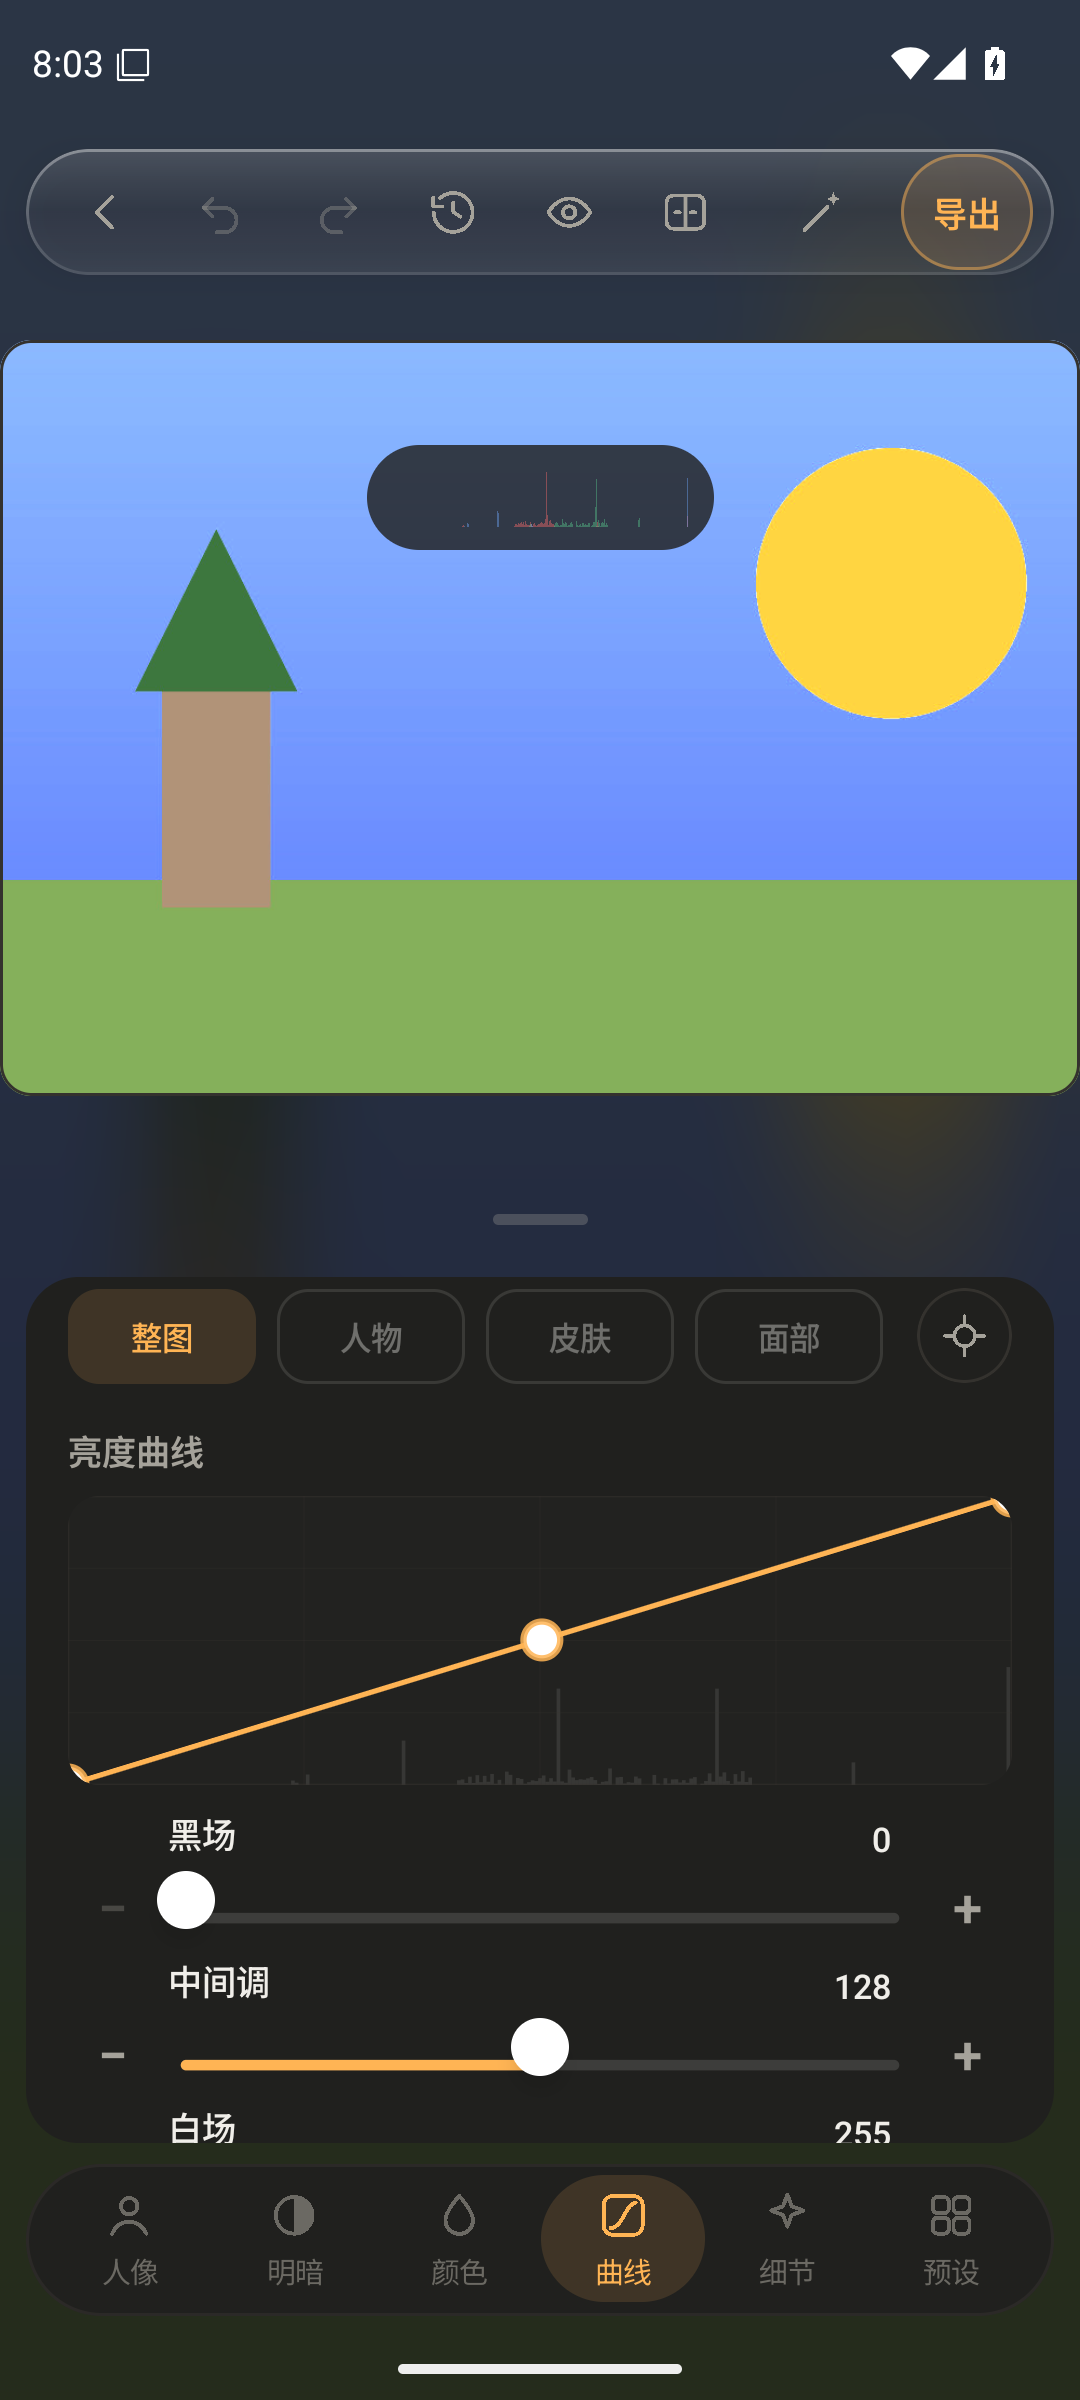 8:03
导出
整图 人物 皮肤 面部
亮度曲线
黑场 0
中间调 128
白场 255
人像 明暗 颜色 曲线 细节 预设